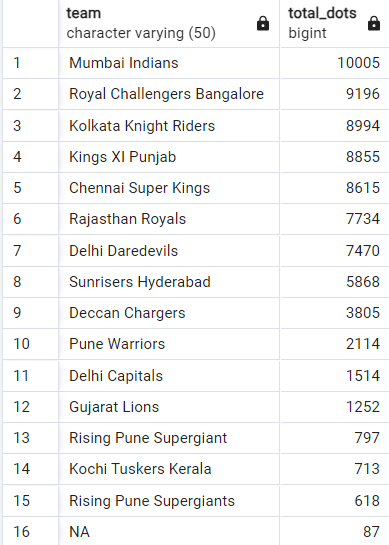 team total_dots
character varying (50) bigint
1 Mumbai Indians 10005
2 Royal Challengers Bangalore 9196
3 Kolkata Knight Riders 8994
4 Kings XI Punjab 8855
5 Chennai Super Kings 8615
6 Rajasthan Royals 7734
7 Delhi Daredevils 7470
8 Sunrisers Hyderabad 5868
9 Deccan Chargers 3805
10 Pune Warriors 2114
11 Delhi Capitals 1514
12 Gujarat Lions 1252
13 Rising Pune Supergiant 797
14 Kochi Tuskers Kerala 713
15 Rising Pune Supergiants 618
16 NA 87